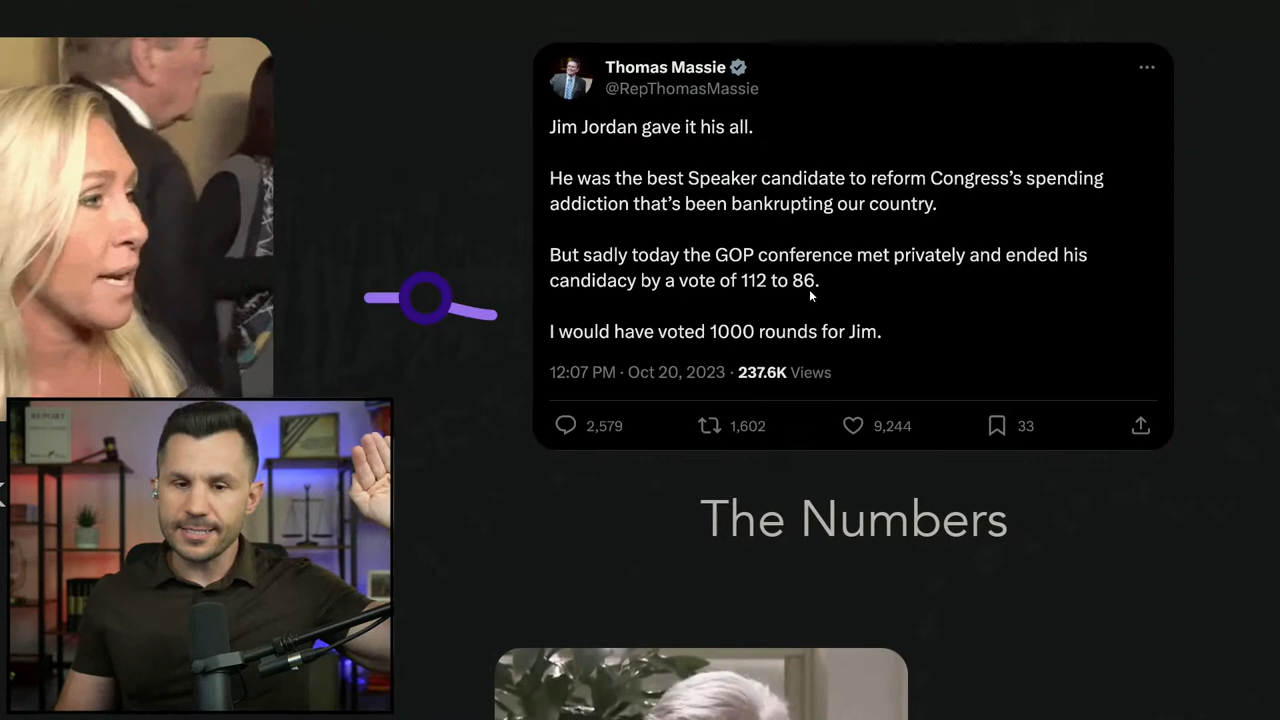 Thomas Massie
@RepThomasMassie
Jim Jordan gave it his all.
He was the best Speaker candidate to reform Congress’s spending
addiction that’s been bankrupting our country.
But sadly today the GOP conference met privately and ended his
candidacy by a vote of 112 to 86.
I would have voted 1000 rounds for Jim.
12:07 PM · Oct 20, 2023 · 237.6K Views
2,579 1,602 9,244 33
The Numbers
REPORT